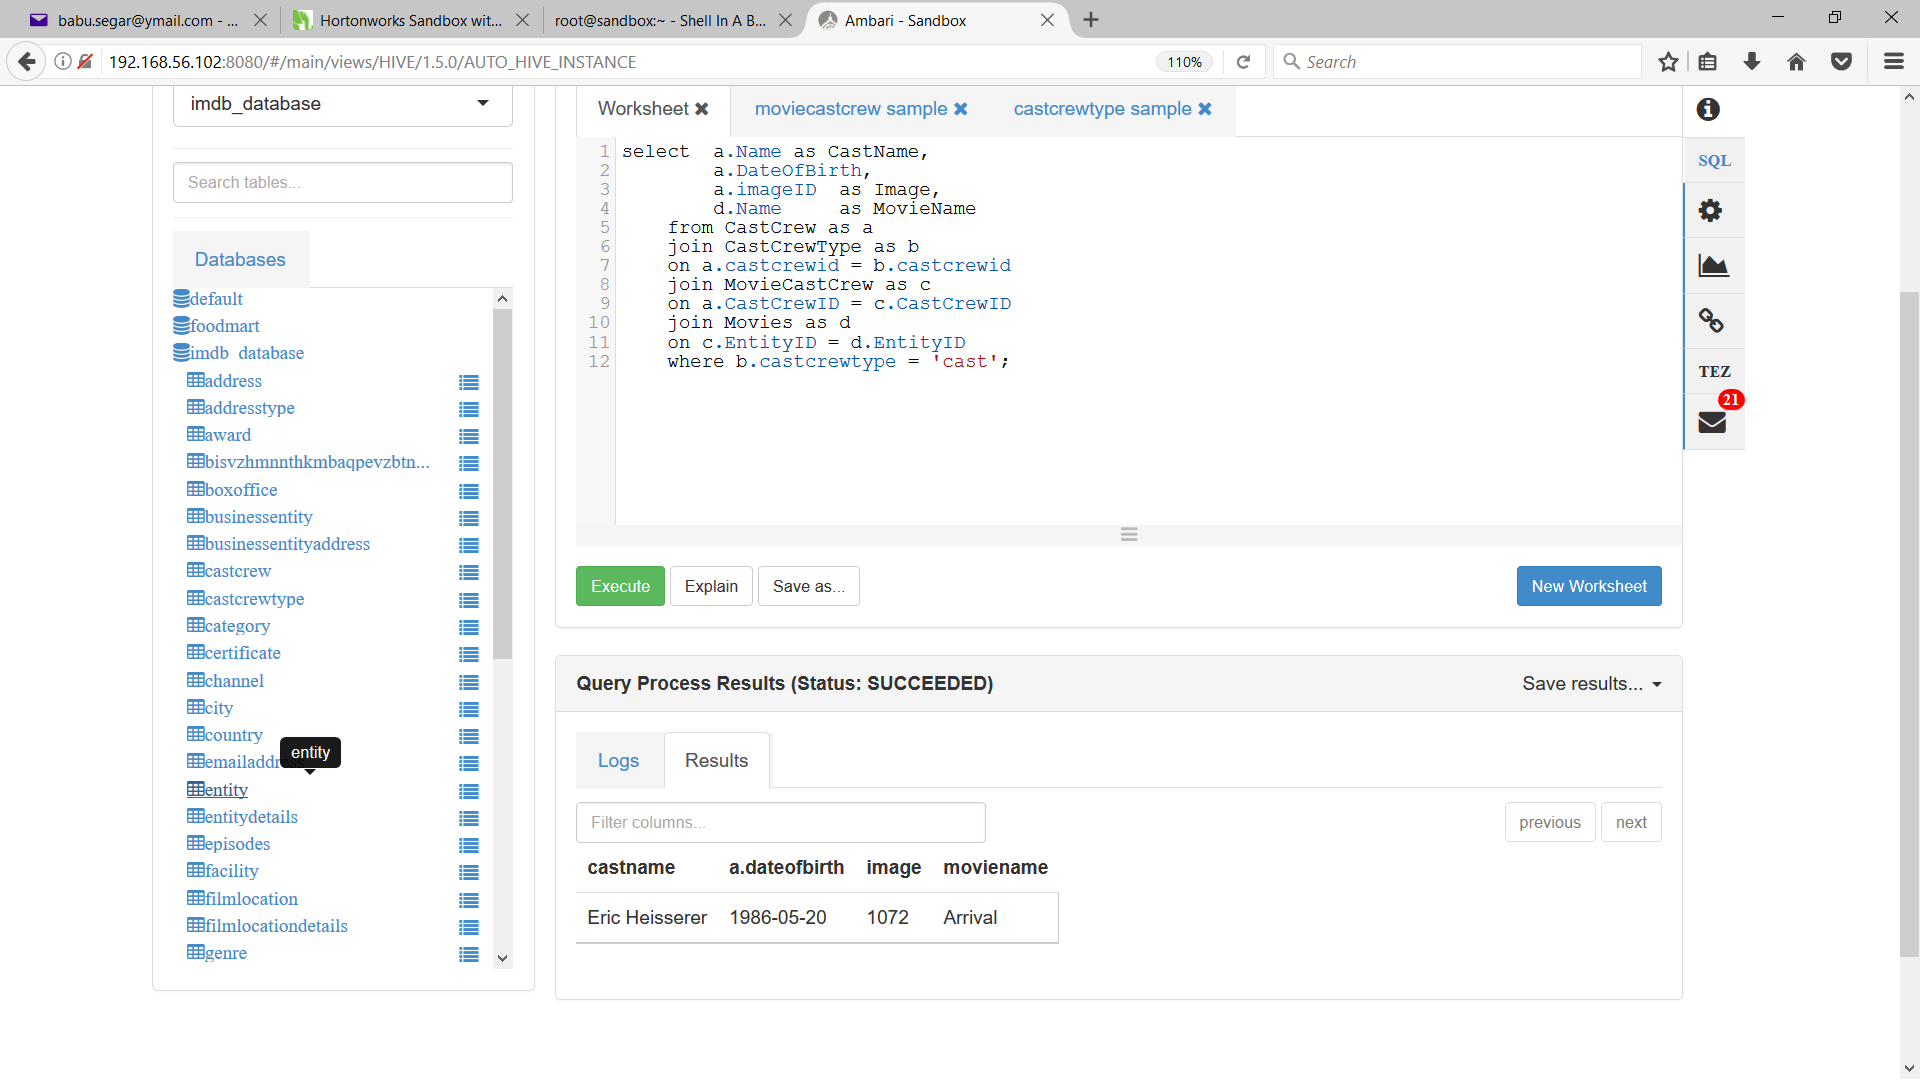 babu.segar@ymail.com - ...
Hortonworks Sandbox wit...
root@sandbox:~ - Shell In A B...
Ambari - Sandbox
192.168.56.102:8080/#/main/views/HIVE/1.5.0/AUTO_HIVE_INSTANCE
110%
Search
imdb_database
Search tables...
Databases
default
foodmart
imdb_database
address
addresstype
award
bisvzhmnnthkmbaqpevzbtn...
boxoffice
businessentity
businessentityaddress
castcrew
castcrewtype
category
certificate
channel
city
country
entity
entity
entitydetails
episodes
facility
filmlocation
filmlocationdetails
genre
Worksheet
moviecastcrew sample
castcrewtype sample
1 select  a.Name as CastName,
2 a.DateOfBirth,
3 a.imageID  as Image,
4 d.Name     as MovieName
5 from CastCrew as a
6 join CastCrewType as b
7 on a.castcrewid = b.castcrewid
8 join MovieCastCrew as c
9 on a.CastCrewID = c.CastCrewID
10 join Movies as d
11 on c.EntityID = d.EntityID
12 where b.castcrewtype = 'cast';
Execute
Explain
Save as...
New Worksheet
SQL
TEZ
21
Query Process Results (Status: SUCCEEDED)
Save results...
Logs
Results
Filter columns...
previous
next
castname a.dateofbirth image moviename
Eric Heisserer 1986-05-20 1072 Arrival